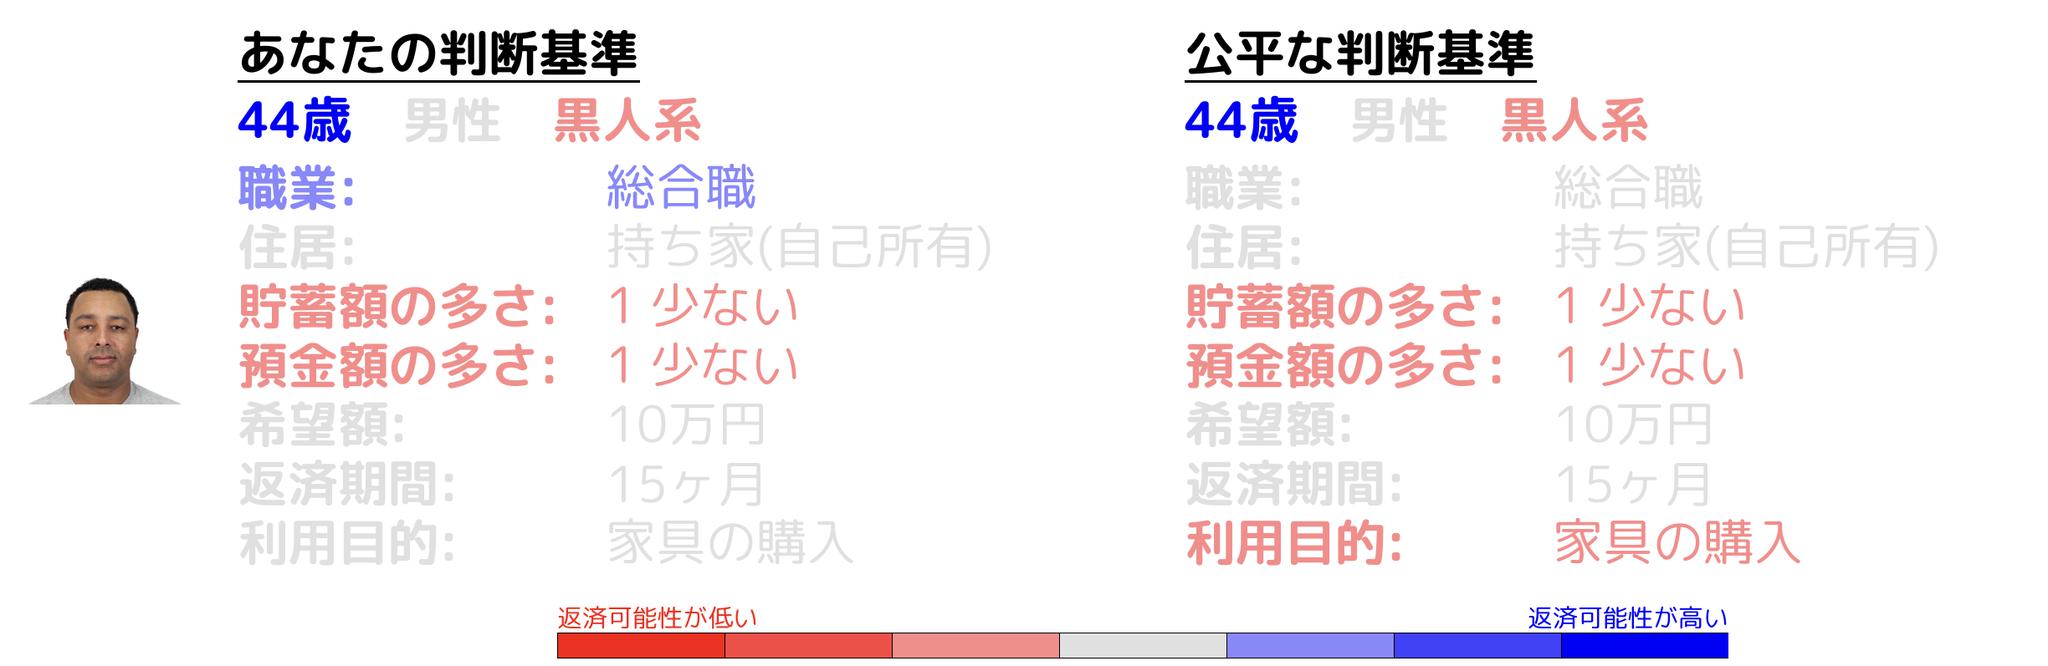 あなたの判断基準
44歳 男性 黒人系
職業: 総合職
住居: 持ち家(自己所有)
貯蓄額の多さ: 1 少ない
預金額の多さ: 1 少ない
希望額: 10万円
返済期間: 15ヶ月
利用目的: 家具の購入
公平な判断基準
44歳 男性 黒人系
職業: 総合職
住居: 持ち家(自己所有)
貯蓄額の多さ: 1 少ない
預金額の多さ: 1 少ない
希望額: 10万円
返済期間: 15ヶ月
利用目的: 家具の購入
返済可能性が低い
返済可能性が高い